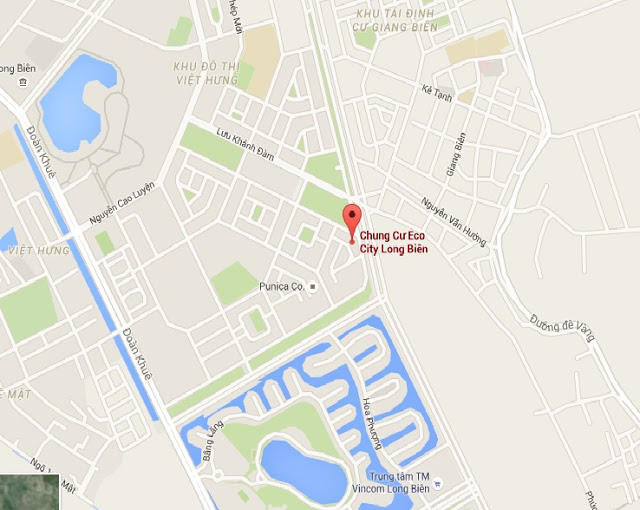 KHU TÁI ĐỊNH
CƯ GIANG BIÊN
KHU ĐÔ THỊ
VIỆT HƯNG
ong Biên
Kẻ Tạnh
Lưu Khánh Đàm
Giang Biên
Đoàn Khuê
Nguyễn Cao Luyện
Nguyễn Văn Hưởng
Chung Cư Eco
City Long Biên
VIỆT HƯNG
Punica Co.
Đường đê Vàng
Đoàn Khuê
Hoa Phượng
Bằng Lăng
Trung tâm TM
Vincom Long Biên